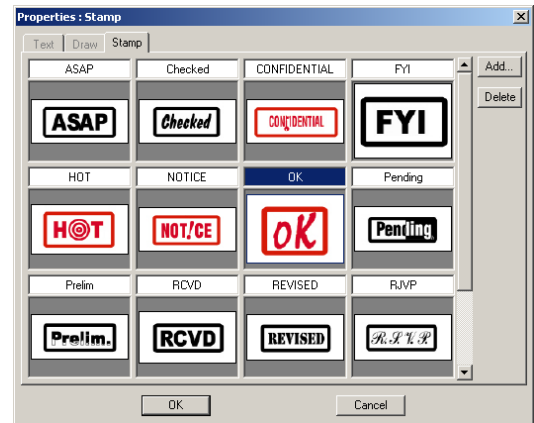 Properties : Stamp
Text Draw Stamp
ASAP Checked CONFIDENTIAL FYI Add...
Delete
ASAP Checked CONFIDENTIAL FYI
HOT NOTICE OK Pending
HOT NOT!CE OK Pending
Prelim RCVD REVISED RJVP
Prelim. RCVD REVISED R.S.V.P.
OK Cancel